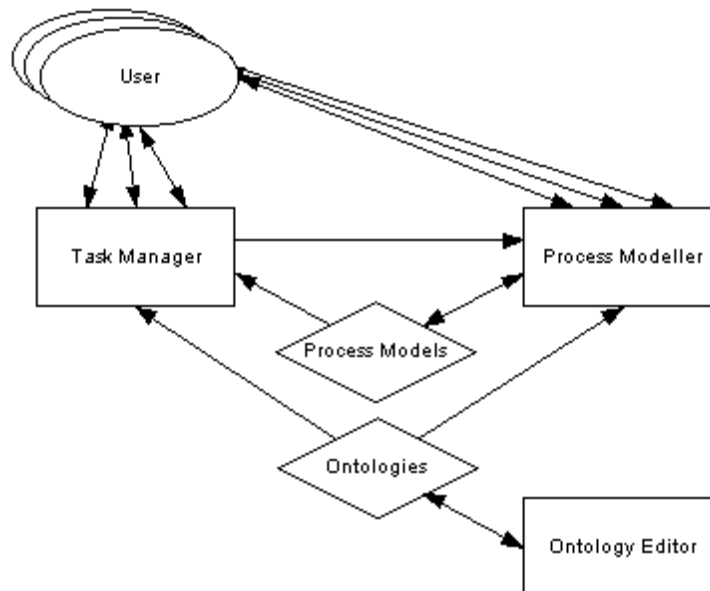 User
Task Manager
Process Modeller
Process Models
Ontologies
Ontology Editor